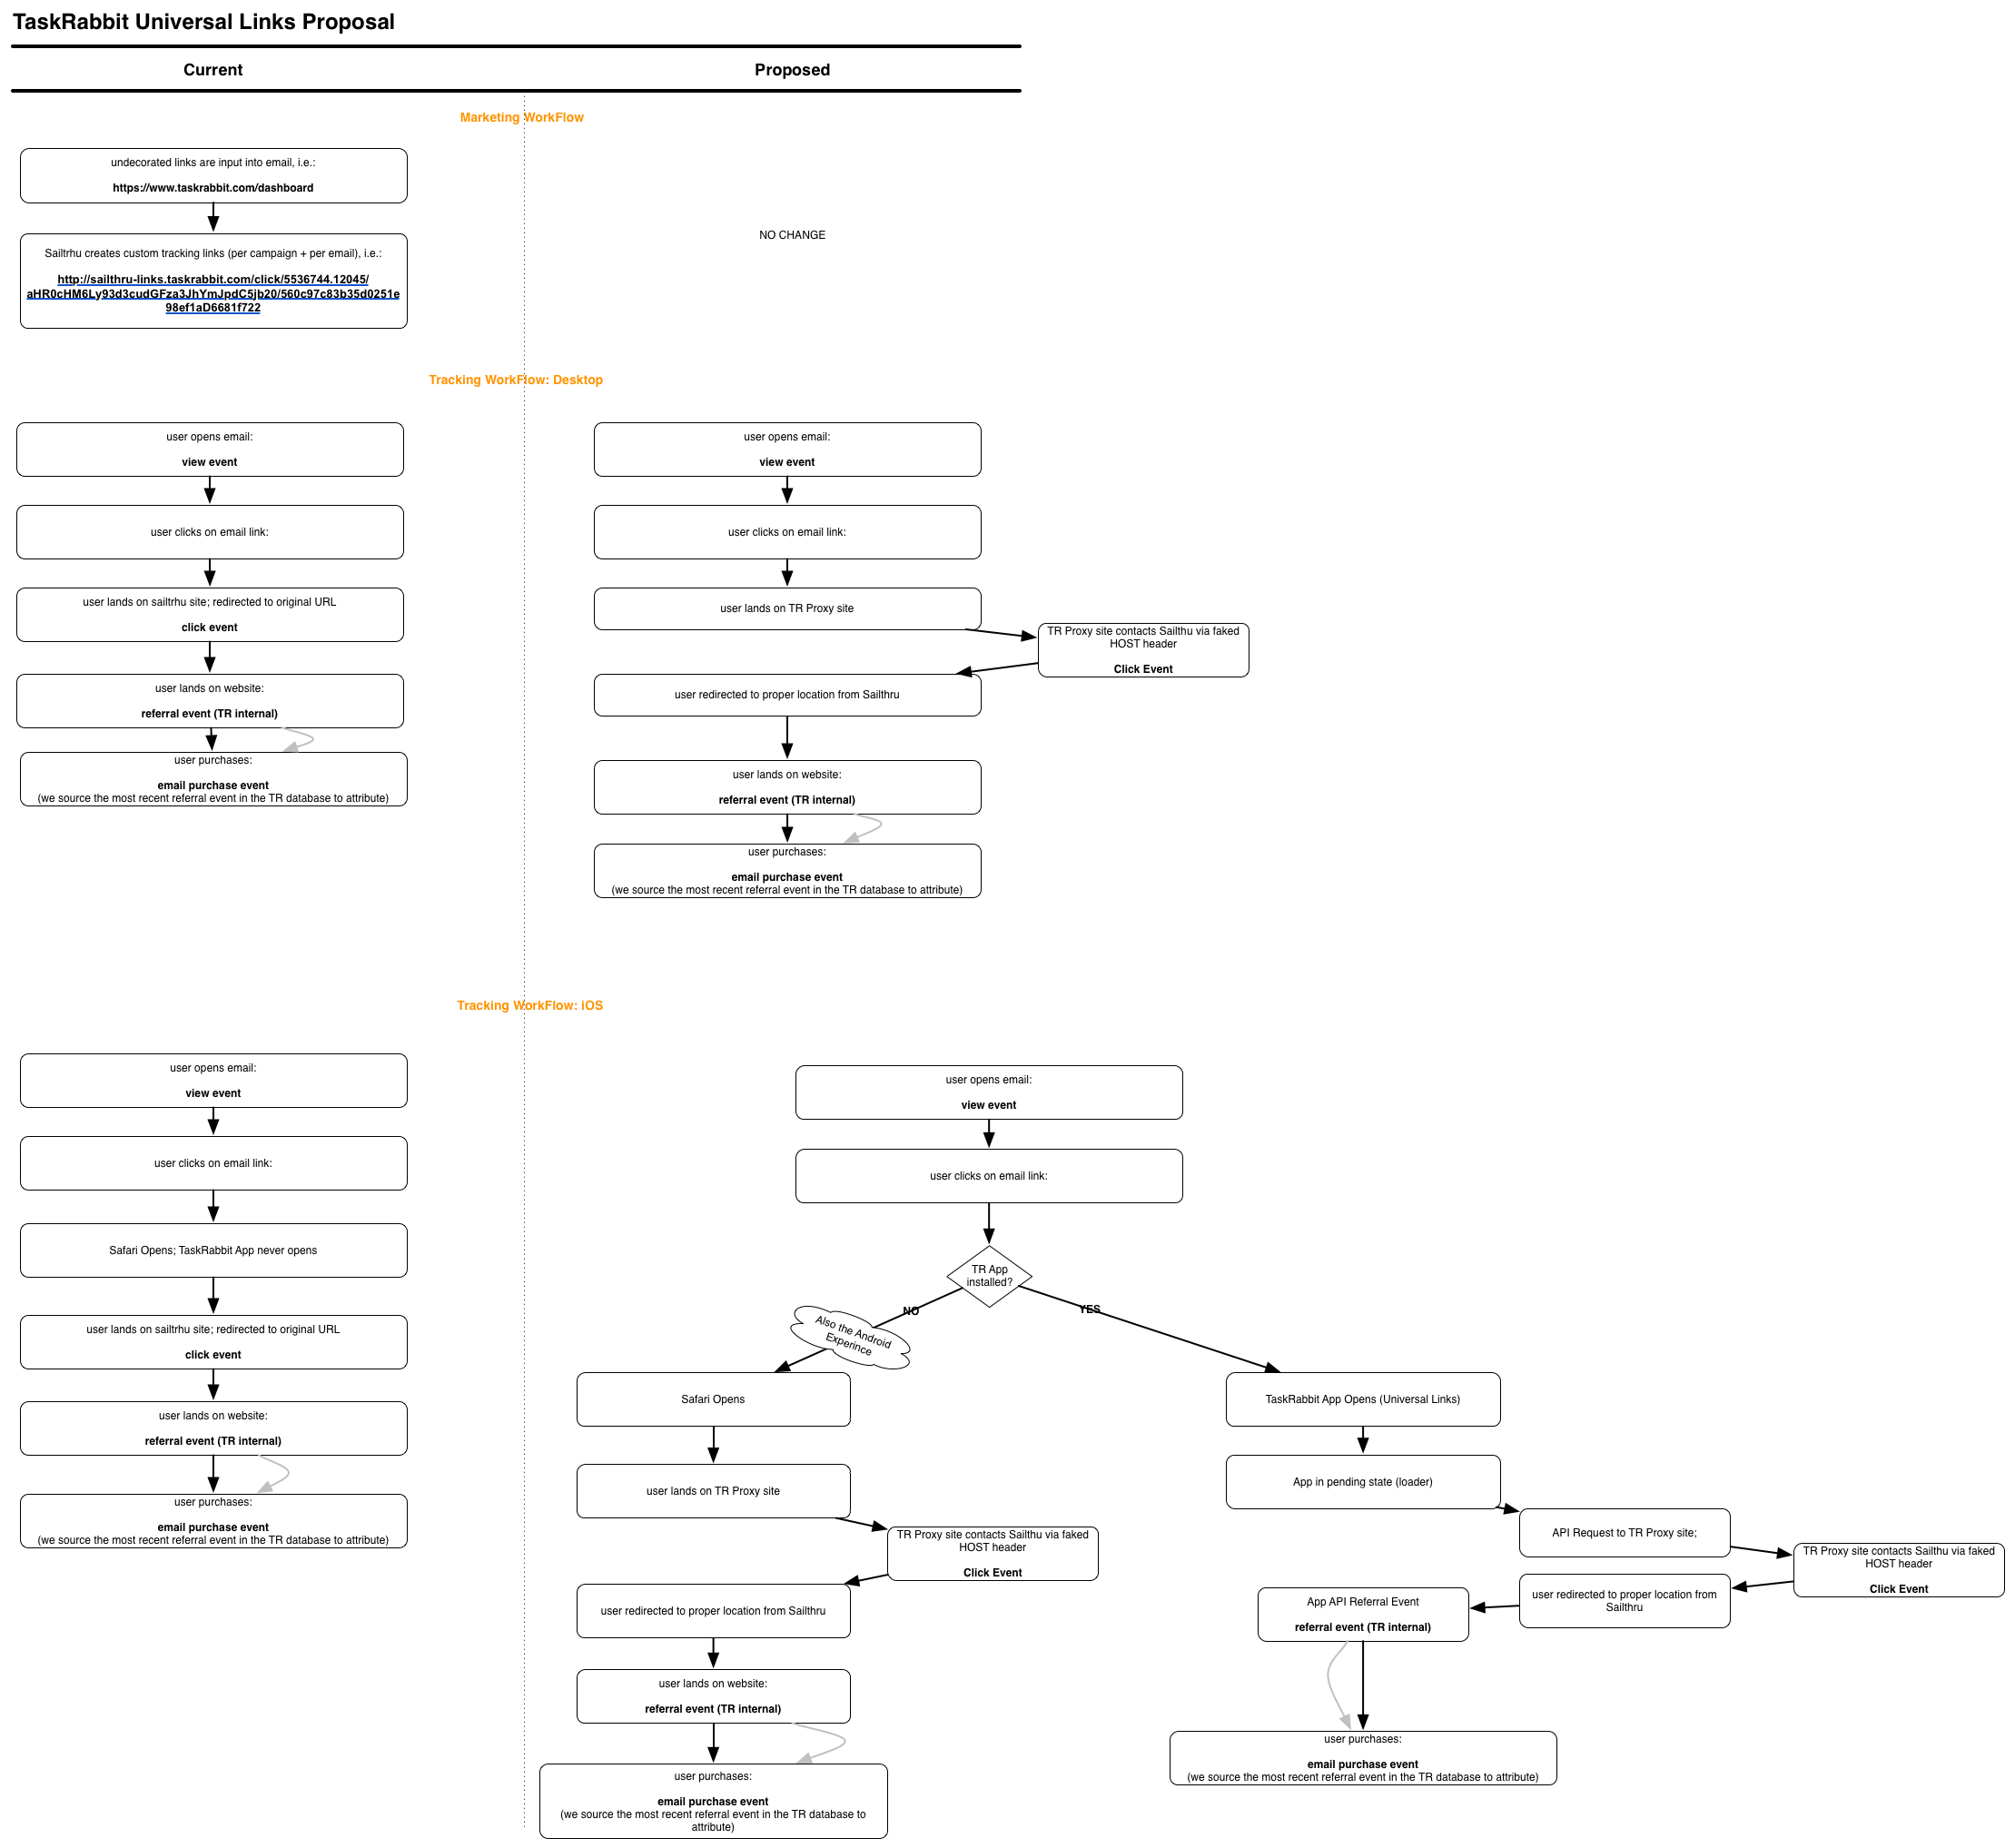 TaskRabbit Universal Links Proposal
Current
Proposed
Marketing WorkFlow
undecorated links are input into email, i.e.:
https://www.taskrabbit.com/dashboard
Sailtrhu creates custom tracking links (per campaign + per email), i.e.:
http://sailthru-links.taskrabbit.com/click/5536744.12045/
aHR0cHM6Ly93d3cudGFza3JhYmJpdC5jb20/560c97c83b35d0251e
98ef1aD6681f722
NO CHANGE
Tracking WorkFlow: Desktop
user opens email:
view event
user clicks on email link:
user lands on sailtrhu site; redirected to original URL
click event
user lands on website:
referral event (TR internal)
user purchases:
email purchase event
(we source the most recent referral event in the TR database to attribute)
user opens email:
view event
user clicks on email link:
user lands on TR Proxy site
TR Proxy site contacts Sailthu via faked
HOST header
Click Event
user redirected to proper location from Sailthru
user lands on website:
referral event (TR internal)
user purchases:
email purchase event
(we source the most recent referral event in the TR database to attribute)
Tracking WorkFlow: iOS
user opens email:
view event
user clicks on email link:
Safari Opens; TaskRabbit App never opens
user lands on sailtrhu site; redirected to original URL
click event
user lands on website:
referral event (TR internal)
user purchases:
email purchase event
(we source the most recent referral event in the TR database to attribute)
user opens email:
view event
user clicks on email link:
TR App
installed?
NO
YES
Also the Android
Experince
Safari Opens
user lands on TR Proxy site
TR Proxy site contacts Sailthu via faked
HOST header
Click Event
user redirected to proper location from Sailthru
user lands on website:
referral event (TR internal)
user purchases:
email purchase event
(we source the most recent referral event in the TR database to
attribute)
TaskRabbit App Opens (Universal Links)
App in pending state (loader)
API Request to TR Proxy site;
TR Proxy site contacts Sailthu via faked
HOST header
Click Event
user redirected to proper location from
Sailthru
App API Referral Event
referral event (TR internal)
user purchases:
email purchase event
(we source the most recent referral event in the TR database to attribute)